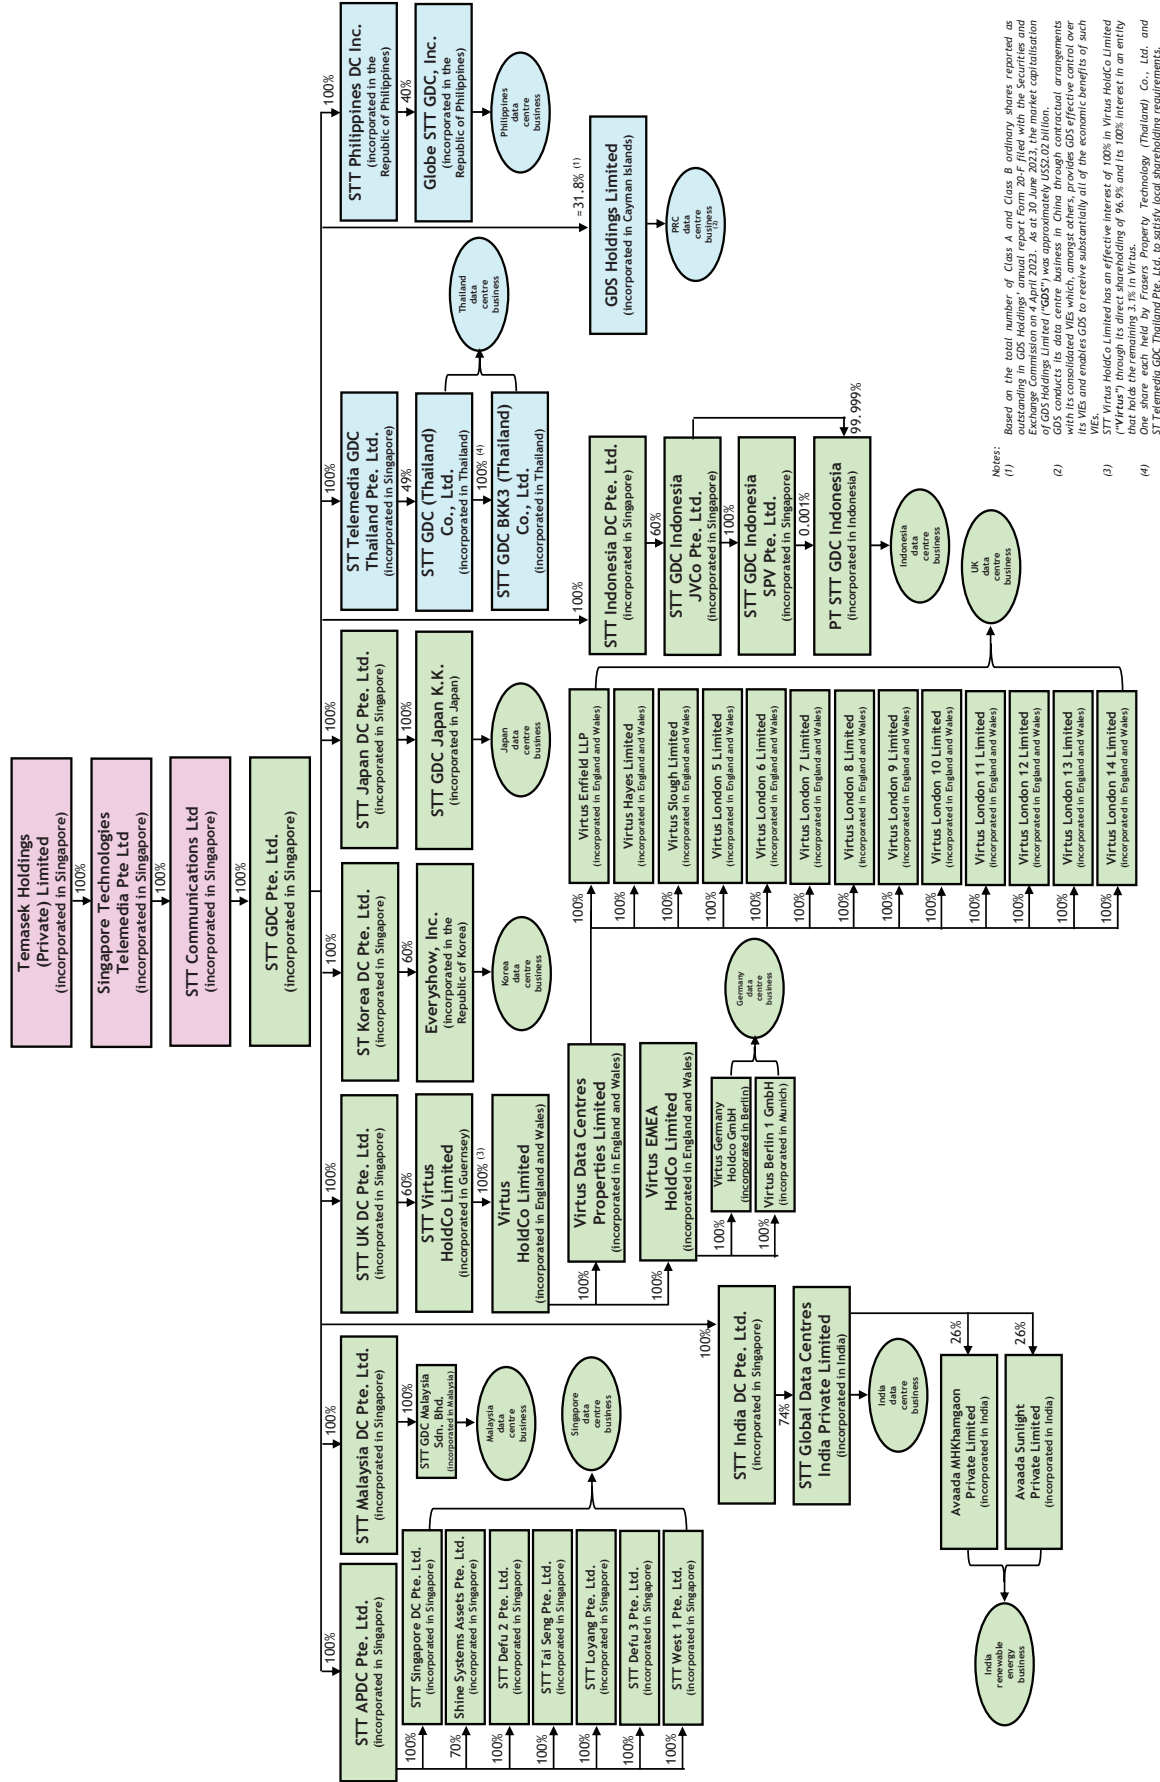 Temasek Holdings
(Private) Limited
(incorporated in Singapore)
100%
Singapore Technologies
Telemedia Pte Ltd
(incorporated in Singapore)
100%
STT Communications Ltd
(incorporated in Singapore)
100%
STT GDC Pte. Ltd.
(incorporated in Singapore)
100%
STT APDC Pte. Ltd.
(incorporated in Singapore)
100%
STT Singapore DC Pte. Ltd.
(incorporated in Singapore)
70%
Shine Systems Assets Pte. Ltd.
(incorporated in Singapore)
100%
STT Defu 2 Pte. Ltd.
(incorporated in Singapore)
100%
STT Tai Seng Pte. Ltd.
(incorporated in Singapore)
100%
STT Loyang Pte. Ltd.
(incorporated in Singapore)
100%
STT Defu 3 Pte. Ltd.
(incorporated in Singapore)
100%
STT West 1 Pte. Ltd.
(incorporated in Singapore)
Singapore
data
centre
business
100%
STT Malaysia DC Pte. Ltd.
(incorporated in Singapore)
100%
STT GDC Malaysia
Sdn. Bhd.
(incorporated in Malaysia)
Malaysia
data
centre
business
100%
STT India DC Pte. Ltd.
(incorporated in Singapore)
74%
STT Global Data Centres
India Private Limited
(incorporated in India)
India
data
centre
business
26%
Avaada MHKhamgaon
Private Limited
(incorporated in India)
26%
Avaada Sunlight
Private Limited
(incorporated in India)
India
renewable
energy
business
100%
STT UK DC Pte. Ltd.
(incorporated in Singapore)
60%
STT Virtus
HoldCo Limited
(incorporated in Guernsey)
100% (3)
Virtus
HoldCo Limited
(incorporated in England and Wales)
100%
Virtus Data Centres
Properties Limited
(incorporated in England and Wales)
100%
Virtus EMEA
HoldCo Limited
(incorporated in England and Wales)
100%
Virtus Germany
Holdco GmbH
(incorporated in Berlin)
100%
Virtus Berlin 1 GmbH
(incorporated in Munich)
Germany
data
centre
business
100%
Virtus Enfield LLP
(incorporated in England and Wales)
100%
Virtus Hayes Limited
(incorporated in England and Wales)
100%
Virtus Slough Limited
(incorporated in England and Wales)
100%
Virtus London 5 Limited
(incorporated in England and Wales)
100%
Virtus London 6 Limited
(incorporated in England and Wales)
100%
Virtus London 7 Limited
(incorporated in England and Wales)
100%
Virtus London 8 Limited
(incorporated in England and Wales)
100%
Virtus London 9 Limited
(incorporated in England and Wales)
100%
Virtus London 10 Limited
(incorporated in England and Wales)
100%
Virtus London 11 Limited
(incorporated in England and Wales)
100%
Virtus London 12 Limited
(incorporated in England and Wales)
100%
Virtus London 13 Limited
(incorporated in England and Wales)
100%
Virtus London 14 Limited
(incorporated in England and Wales)
UK
data
centre
business
100%
ST Korea DC Pte. Ltd.
(incorporated in Singapore)
60%
Everyshow, Inc.
(incorporated in the
Republic of Korea)
Korea
data
centre
business
100%
STT Japan DC Pte. Ltd.
(incorporated in Singapore)
100%
STT GDC Japan K.K.
(incorporated in Japan)
Japan
data
centre
business
100%
STT Indonesia DC Pte. Ltd.
(incorporated in Singapore)
60%
STT GDC Indonesia
JVCo Pte. Ltd.
(incorporated in Singapore)
100%
STT GDC Indonesia
SPV Pte. Ltd.
(incorporated in Singapore)
0.001%
99.999%
PT STT GDC Indonesia
(incorporated in Indonesia)
Indonesia
data
centre
business
100%
ST Telemedia GDC
Thailand Pte. Ltd.
(incorporated in Singapore)
49%
STT GDC (Thailand)
Co., Ltd.
(incorporated in Thailand)
100% (4)
STT GDC BKK3 (Thailand)
Co., Ltd.
(incorporated in Thailand)
Thailand
data
centre
business
≈31.8% (1)
GDS Holdings Limited
(incorporated in Cayman Islands)
PRC
data
centre
business
(2)
100%
STT Philippines DC Inc.
(incorporated in the
Republic of Philippines)
40%
Globe STT GDC, Inc.
(incorporated in the
Republic of Philippines)
Philippines
data
centre
business
Notes:
(1) Based on the total number of Class A and Class B ordinary shares reported as
outstanding in GDS Holdings' annual report Form 20-F filed with the Securities and
Exchange Commission on 4 April 2023. As at 30 June 2023, the market capitalisation
of GDS Holdings Limited ("GDS") was approximately US$2.02 billion.
(2) GDS conducts its data centre business in China through contractual arrangements
with its consolidated VIEs which, amongst others, provides GDS effective control over
its VIEs and enables GDS to receive substantially all of the economic benefits of such
VIEs.
(3) STT Virtus HoldCo Limited has an effective interest of 100% in Virtus HoldCo Limited
("Virtus") through its direct shareholding of 96.9% and its 100% interest in an entity
that holds the remaining 3.1% in Virtus.
(4) One share each held by Frasers Property Technology (Thailand) Co., Ltd. and
ST Telemedia GDC Thailand Pte. Ltd. to satisfy local shareholding requirements.